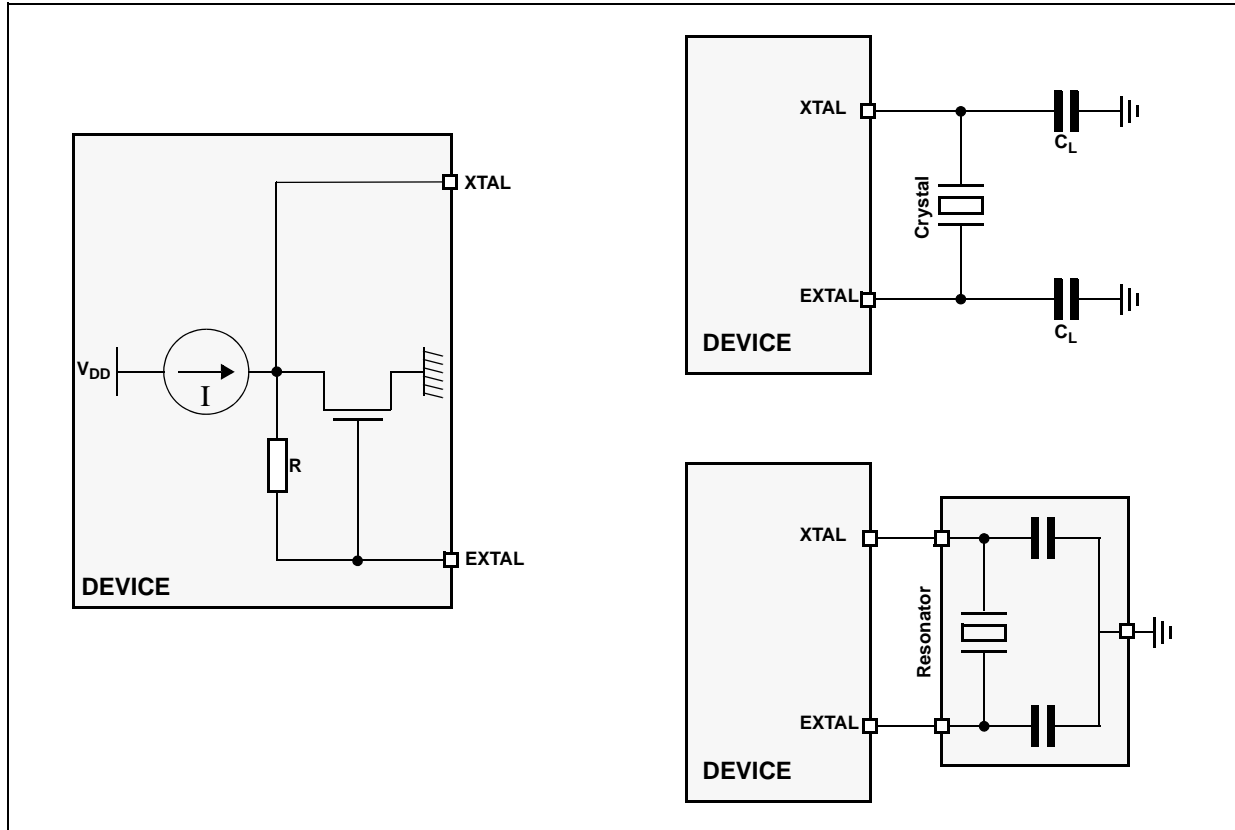 XTAL
V_DD
I
R
EXTAL
DEVICE
XTAL
C_L
Crystal
EXTAL
C_L
DEVICE
XTAL
Resonator
EXTAL
DEVICE